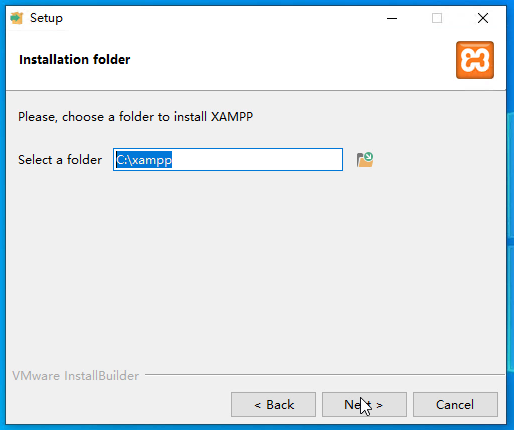 Setup
Installation folder
Please, choose a folder to install XAMPP
Select a folder C:\xampp
VMware InstallBuilder
< Back Next > Cancel